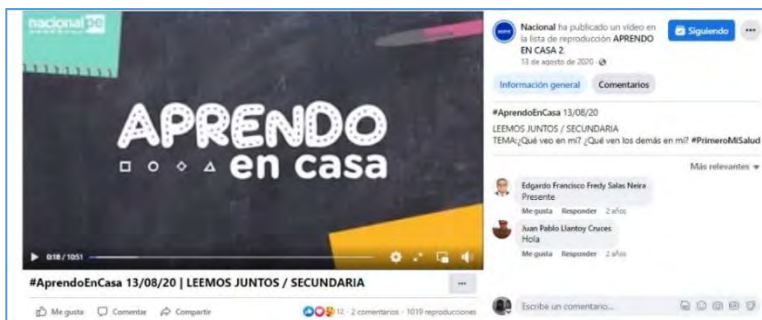 nacional pe
APRENDO
en casa
0:18 / 10:51
#AprendoEnCasa 13/08/20 | LEEMOS JUNTOS / SECUNDARIA
Me gusta Comentar Compartir
12 · 2 comentarios · 1019 reproducciones
Nacional ha publicado un vídeo en
la lista de reproducción APRENDO
EN CASA 2.
13 de agosto de 2020
Siguiendo
Información general Comentarios
#AprendoEnCasa 13/08/20
LEEMOS JUNTOS / SECUNDARIA
TEMA:¿Qué veo en mí? ¿Qué ven los demás en mí? #PrimeroMiSalud
Más relevantes
Edgardo Francisco Fredy Salas Neira
Presente
Me gusta Responder 2 años
Juan Pablo Llantoy Cruces
Hola
Me gusta Responder 2 años
Escribe un comentario...